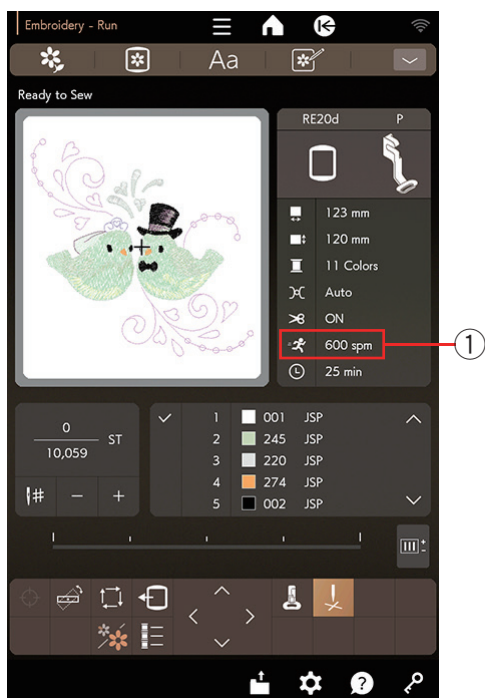 Embroidery - Run
Aa
Ready to Sew
RE20d P
123 mm
120 mm
11 Colors
Auto
ON
600 spm
25 min
1
0
10,059
ST
1 001 JSP
2 245 JSP
3 220 JSP
4 274 JSP
5 002 JSP
# - +
?